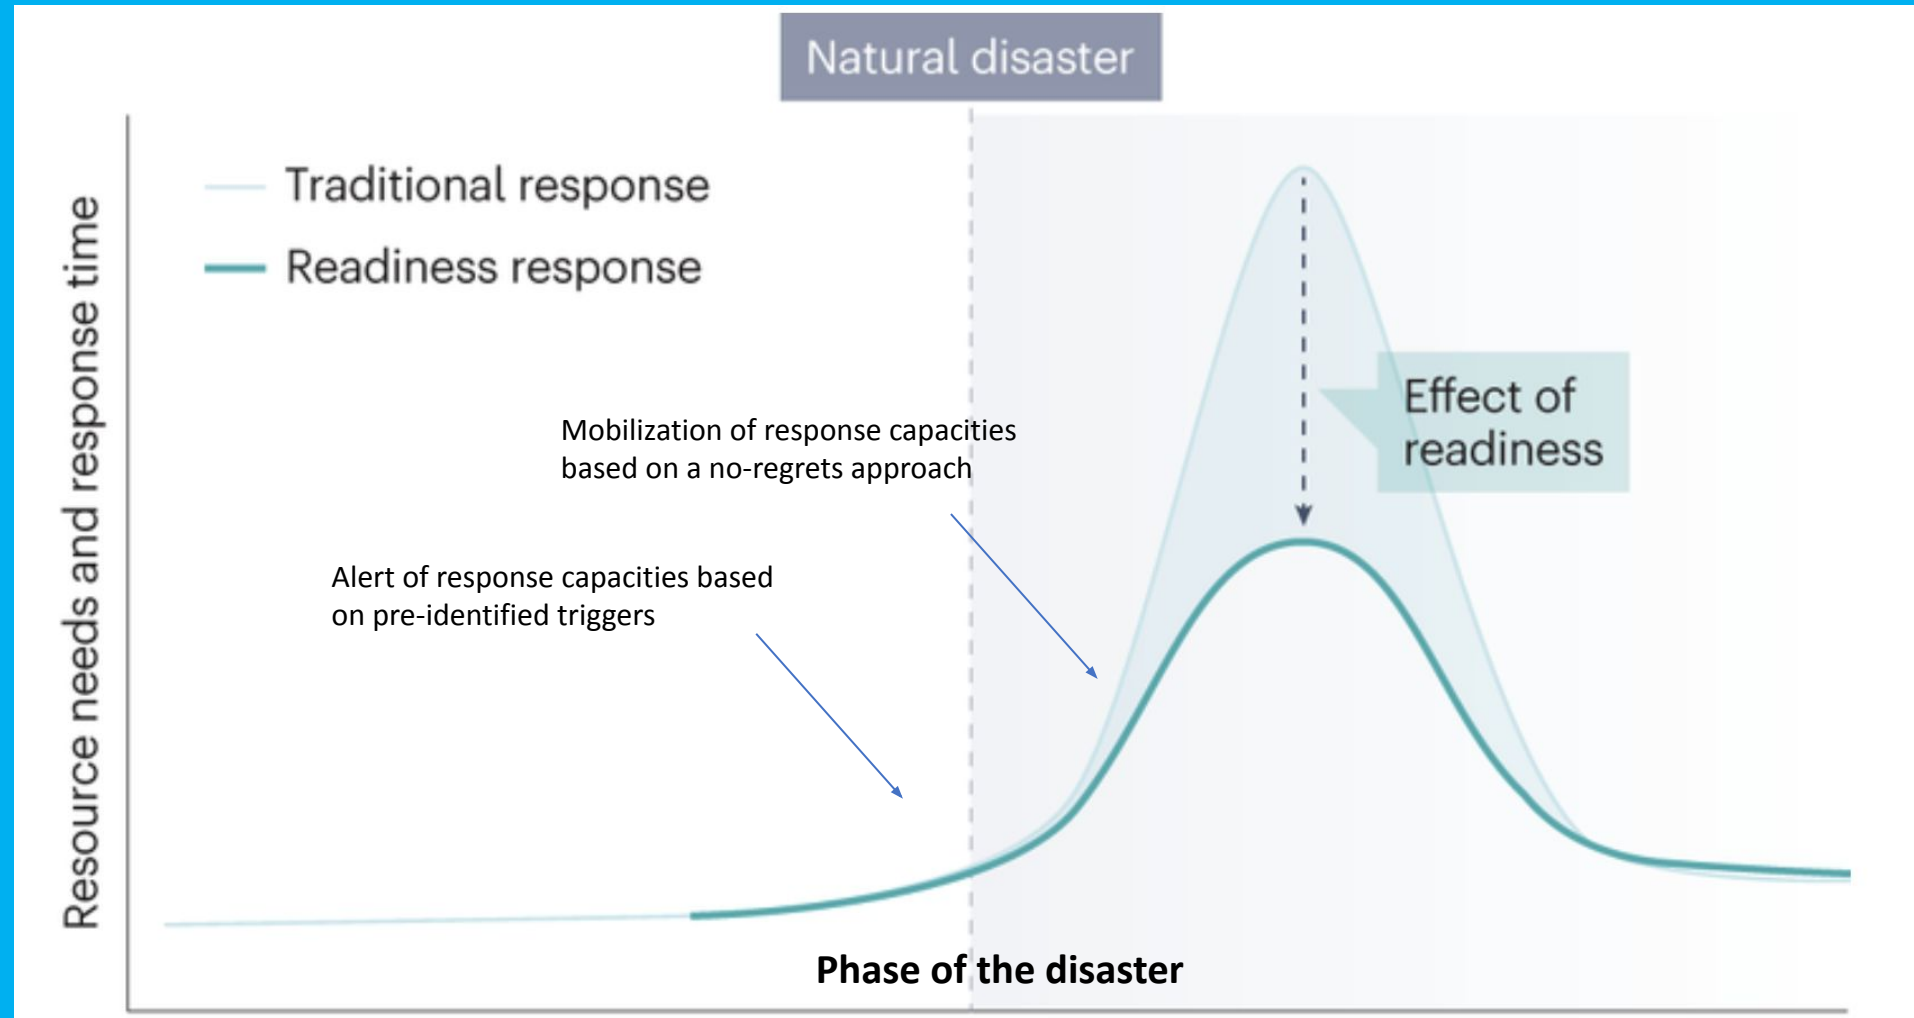 Natural disaster
Resource needs and response time
Traditional response
Readiness response
Effect of
readiness
Mobilization of response capacities
based on a no-regrets approach
Alert of response capacities based
on pre-identified triggers
Phase of the disaster